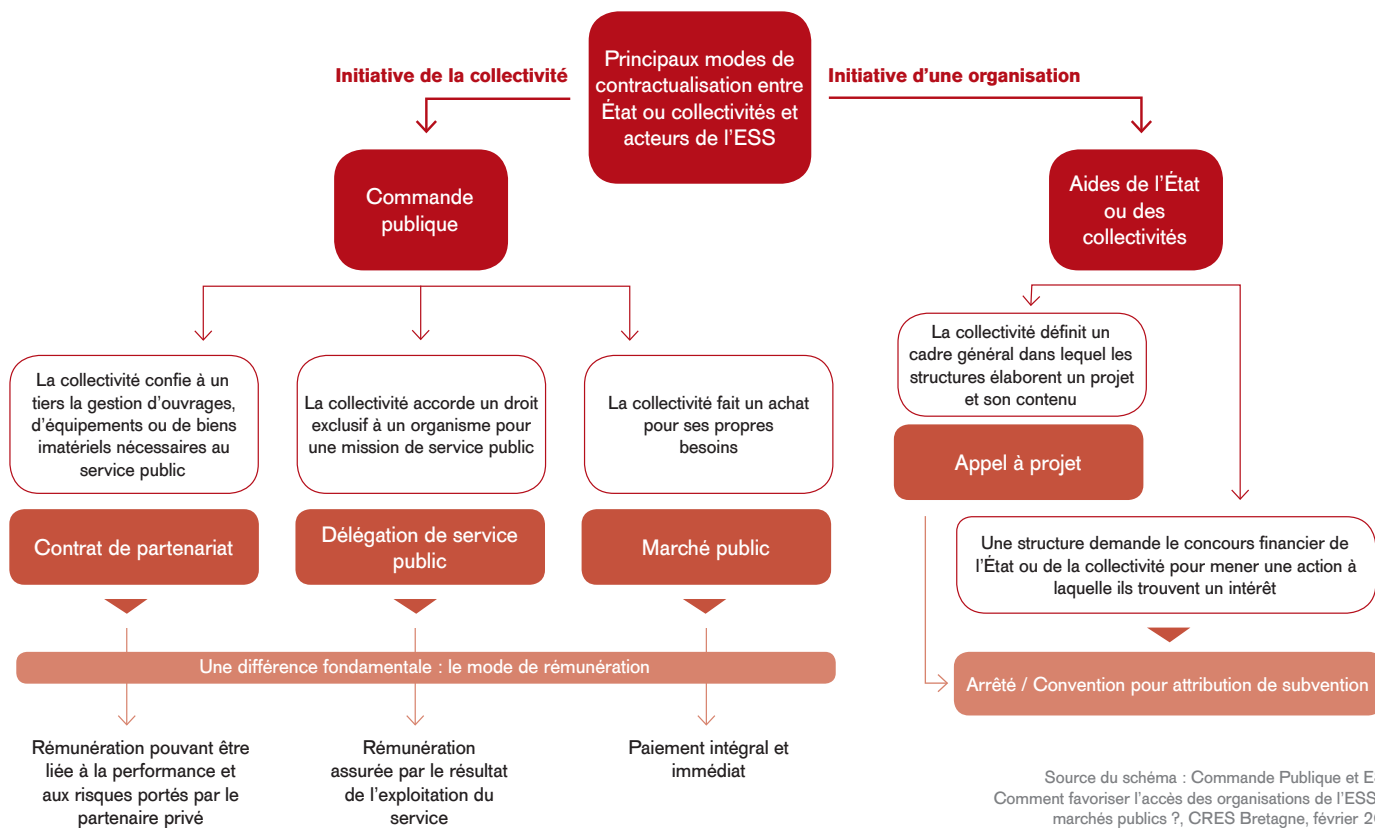 Principaux modes de
contractualisation entre
État ou collectivités et
acteurs de l'ESS
Initiative de la collectivité
Initiative d'une organisation
Commande
publique
Aides de l'État
ou des
collectivités
La collectivité confie à un
tiers la gestion d'ouvrages,
d'équipements ou de biens
imatériels nécessaires au
service public
Contrat de partenariat
La collectivité accorde un droit
exclusif à un organisme pour
une mission de service public
Délégation de service
public
La collectivité fait un achat
pour ses propres
besoins
Marché public
La collectivité définit un
cadre général dans lequel les
structures élaborent un projet
et son contenu
Appel à projet
Une structure demande le concours financier de
l'État ou de la collectivité pour mener une action à
laquelle ils trouvent un intérêt
Arrêté / Convention pour attribution de subvention
Une différence fondamentale : le mode de rémunération
Rémunération pouvant être
liée à la performance et
aux risques portés par le
partenaire privé
Rémunération
assurée par le résultat
de l'exploitation du
service
Paiement intégral et
immédiat
Source du schéma : Commande Publique et
Comment favoriser l'accès des organisations de l'ESS
marchés publics ?, CRES Bretagne, février